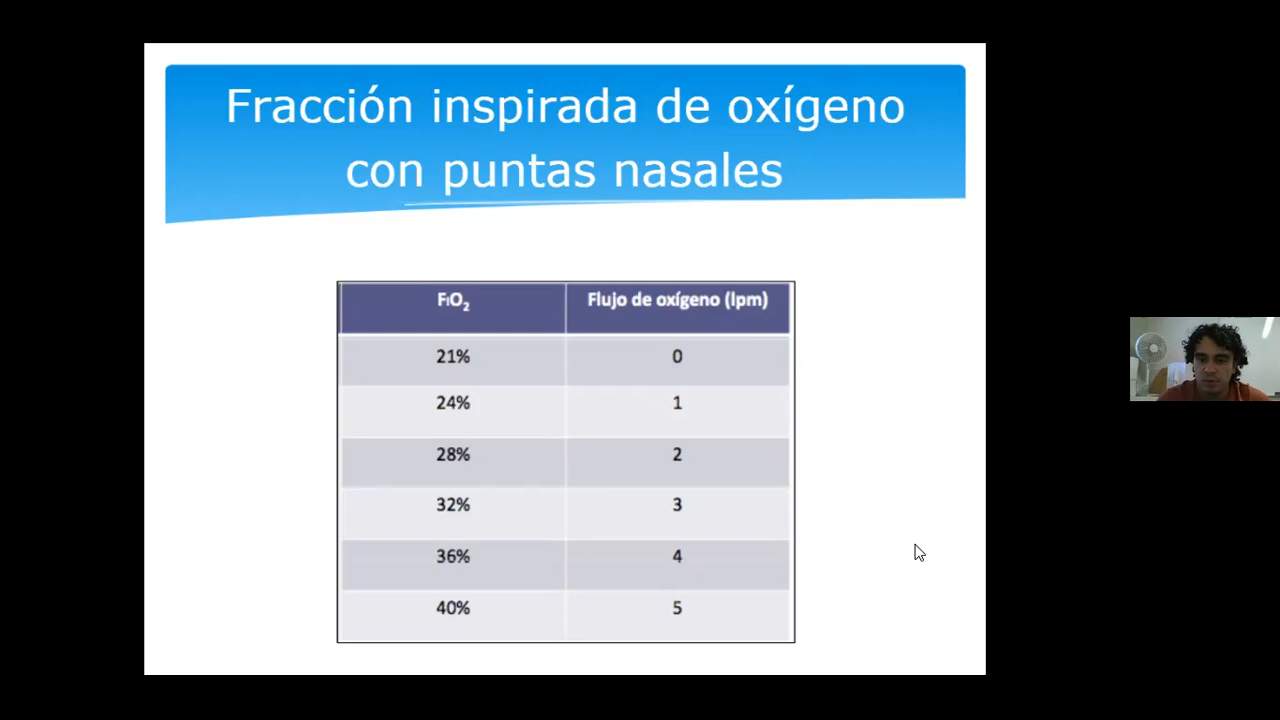 Fracción inspirada de oxígeno
con puntas nasales
FIO2 Flujo de oxígeno (lpm)
21% 0
24% 1
28% 2
32% 3
36% 4
40% 5